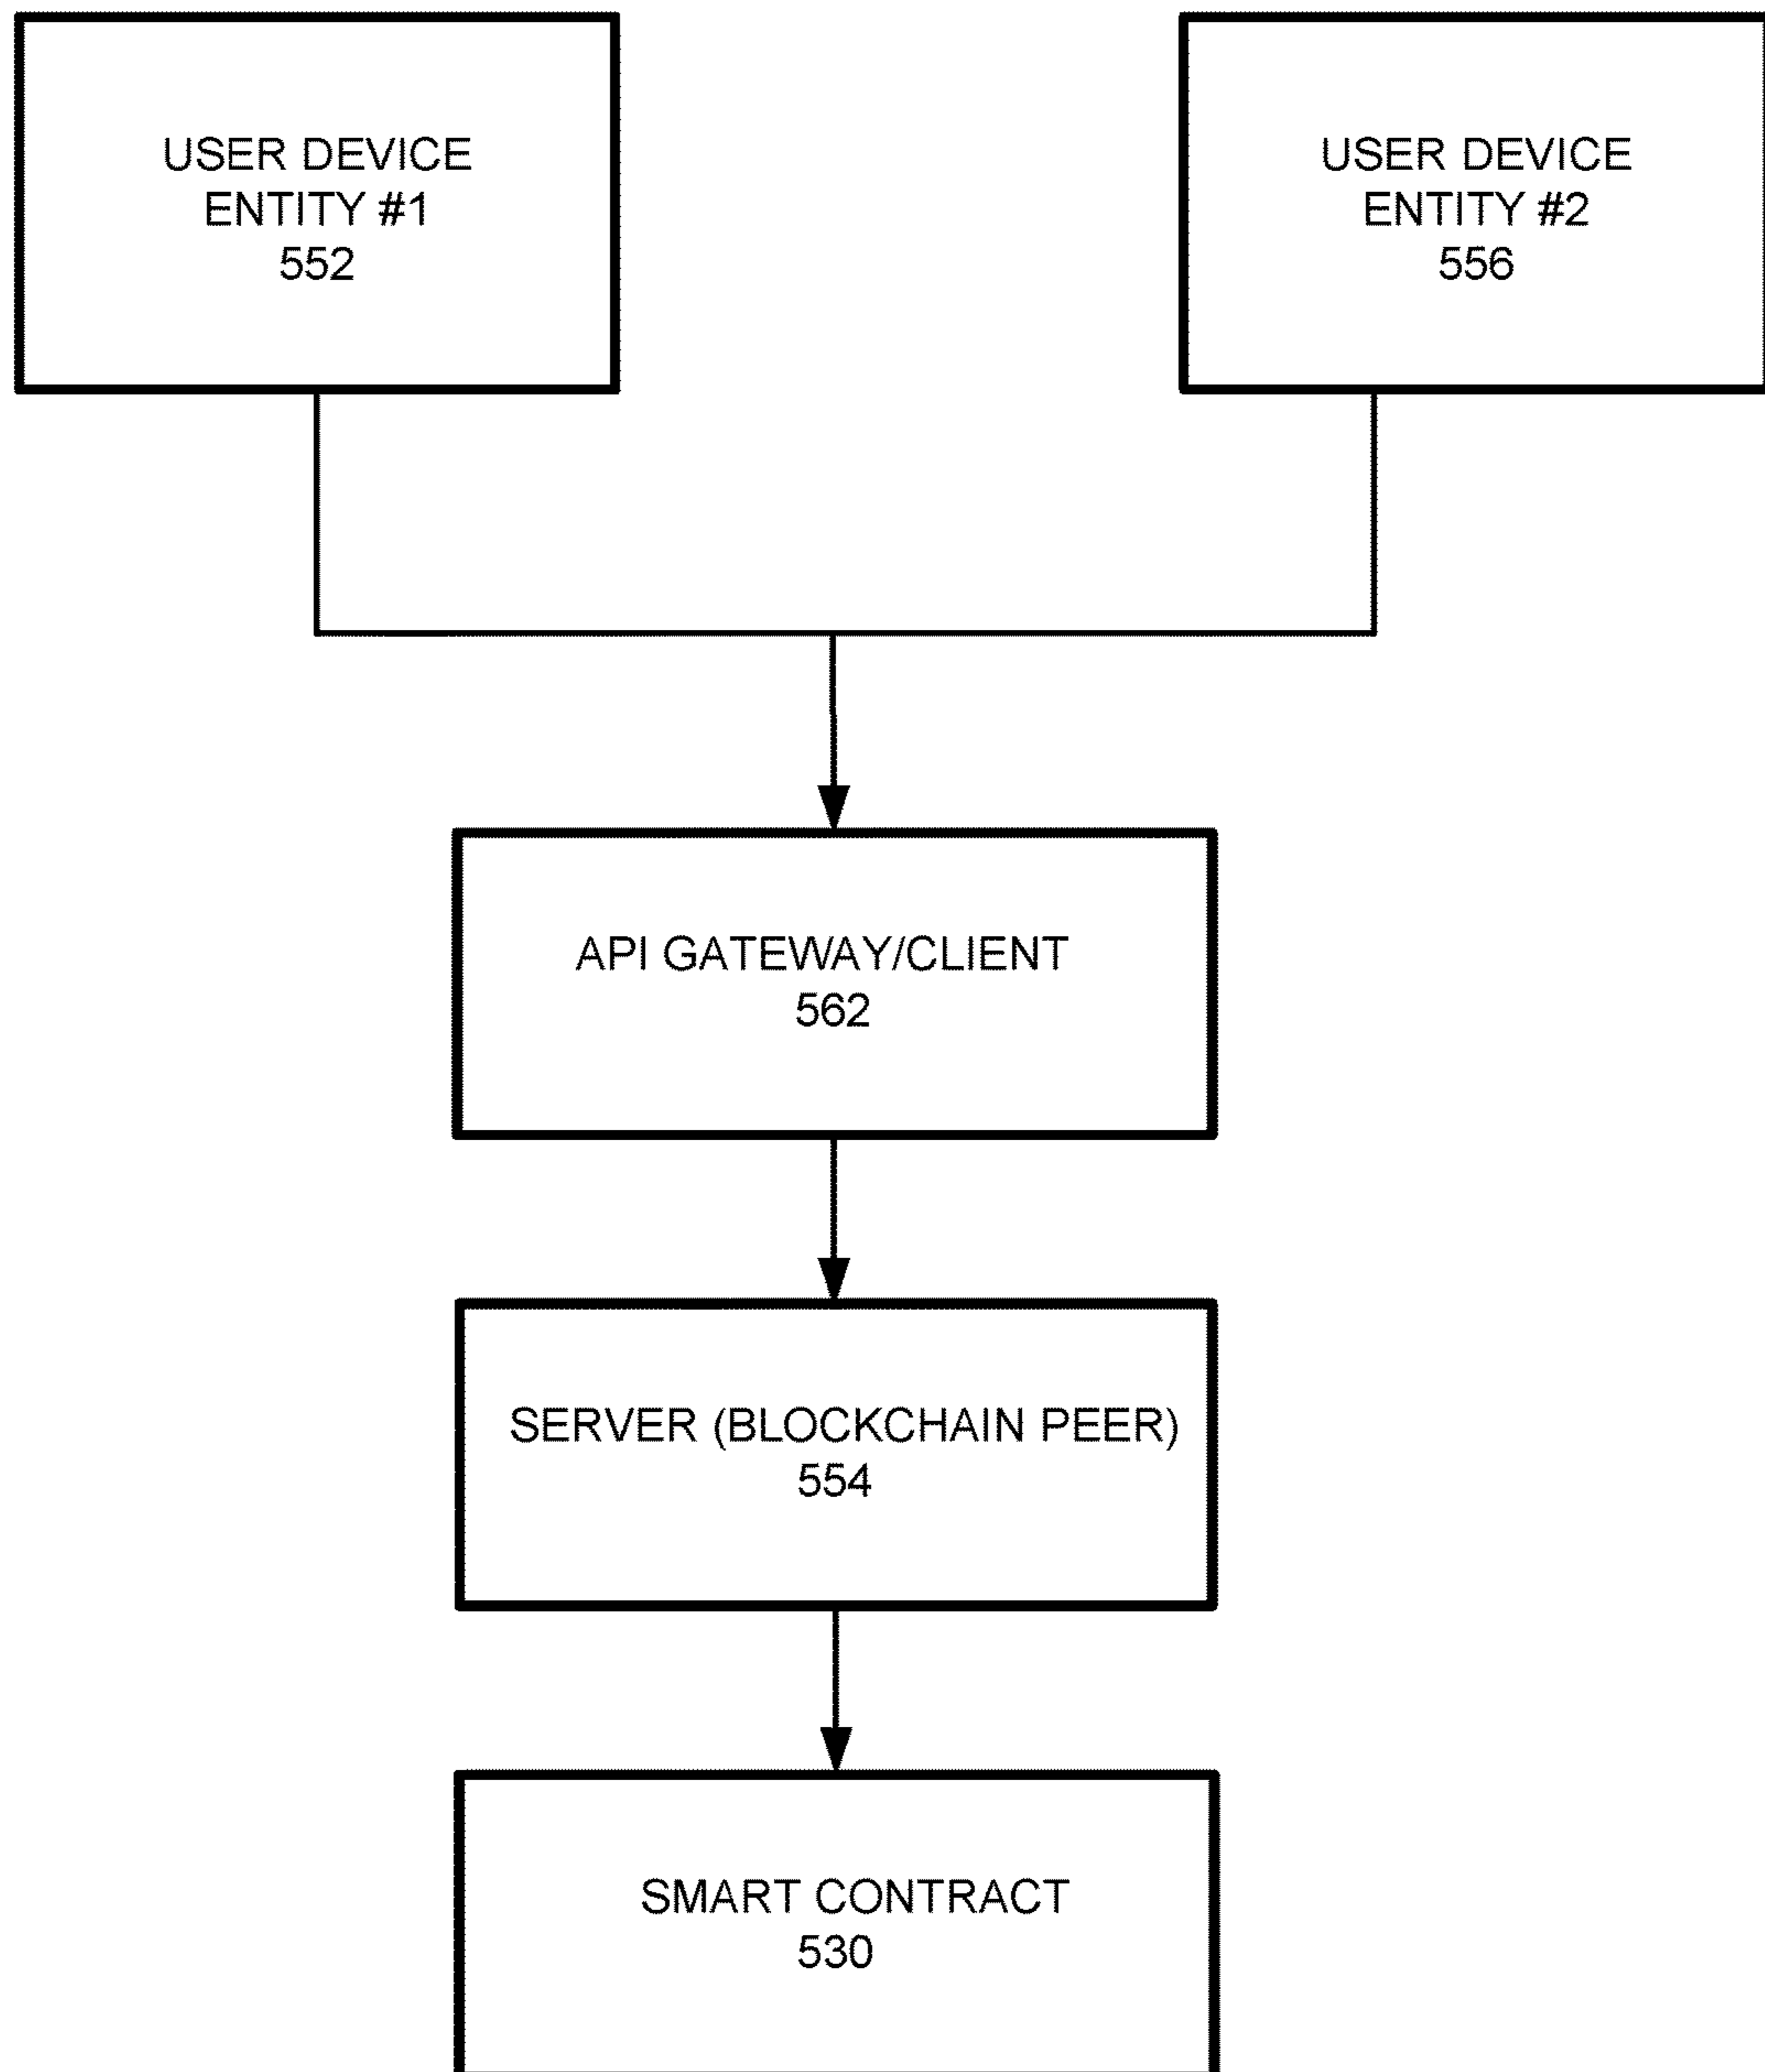 USER DEVICE
ENTITY #1
552
USER DEVICE
ENTITY #2
556
API GATEWAY/CLIENT
562
SERVER (BLOCKCHAIN PEER)
554
SMART CONTRACT
530